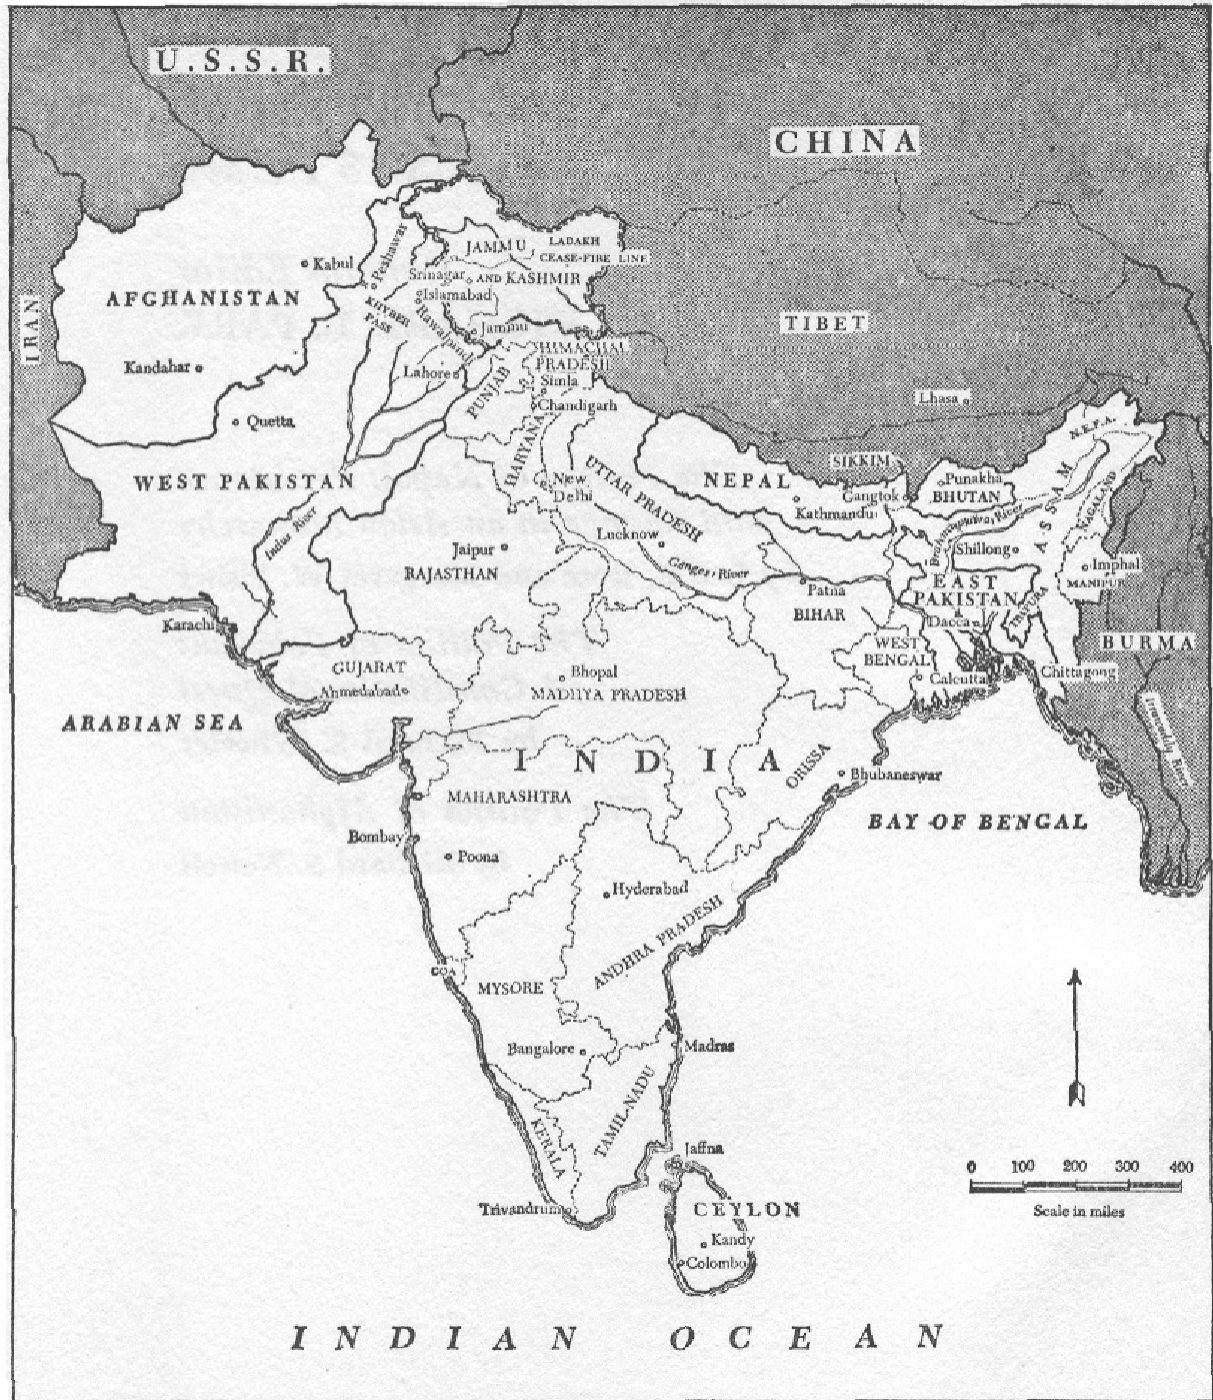 U.S.S.R.
CHINA
IRAN
AFGHANISTAN
Kabul
Kandahar
Peshawar
KHYBER
PASS
JAMMU
AND KASHMIR
LADAKH
CEASE-FIRE LINE
Srinagar
Islamabad
Rawalpindi
Jammu
TIBET
Lhasa
HIMACHAL
PRADESH
Simla
Chandigarh
Lahore
PUNJAB
HARYANA
Quetta
WEST PAKISTAN
Indus River
Karachi
New
Delhi
UTTAR PRADESH
Lucknow
Ganges River
NEPAL
Kathmandu
SIKKIM
Gangtok
Punakha
BHUTAN
N.E.F.A.
ASSAM
NAGALAND
Brahmaputra River
Shillong
Imphal
MANIPUR
EAST
PAKISTAN
TRIPURA
Dacca
Chittagong
BURMA
Irrawaddy River
Jaipur
RAJASTHAN
Patna
BIHAR
WEST
BENGAL
Calcutta
GUJARAT
Ahmedabad
Bhopal
MADHYA PRADESH
ARABIAN SEA
INDIA
ORISSA
Bhubaneswar
BAY OF BENGAL
MAHARASHTRA
Bombay
Poona
Hyderabad
ANDHRA PRADESH
GOA
MYSORE
Bangalore
Madras
TAMIL-NADU
KERALA
Trivandrum
Jaffna
CEYLON
Kandy
Colombo
0 100 200 300 400
Scale in miles
INDIAN OCEAN